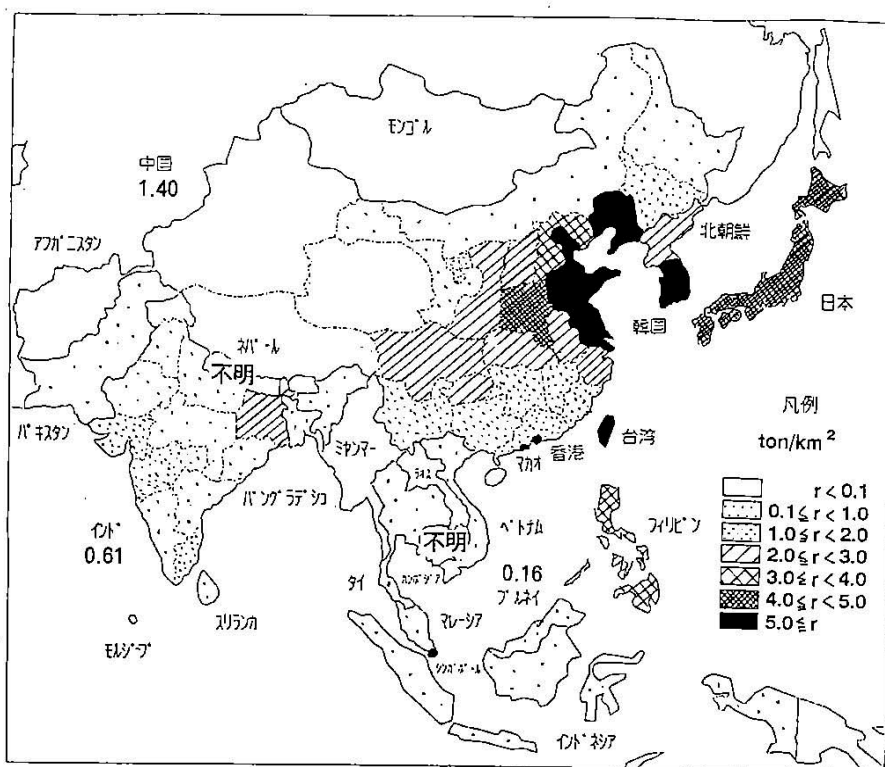 モンゴル
中国
1.40
アフガニスタン
北朝鮮
日本
韓国
ネパール
不明
凡例
ton/km²
パキスタン
ミャンマー
マカオ
香港
台湾
ラオス
バングラデシュ
インド
0.61
ベトナム
不明
フィリピン
タイ
カンボジア
0.16
ブルネイ
スリランカ
マレーシア
モルジーブ
シンガポール
インドネシア
r<0.1
0.1≦r<1.0
1.0≦r<2.0
2.0≦r<3.0
3.0≦r<4.0
4.0≦r<5.0
5.0≦r